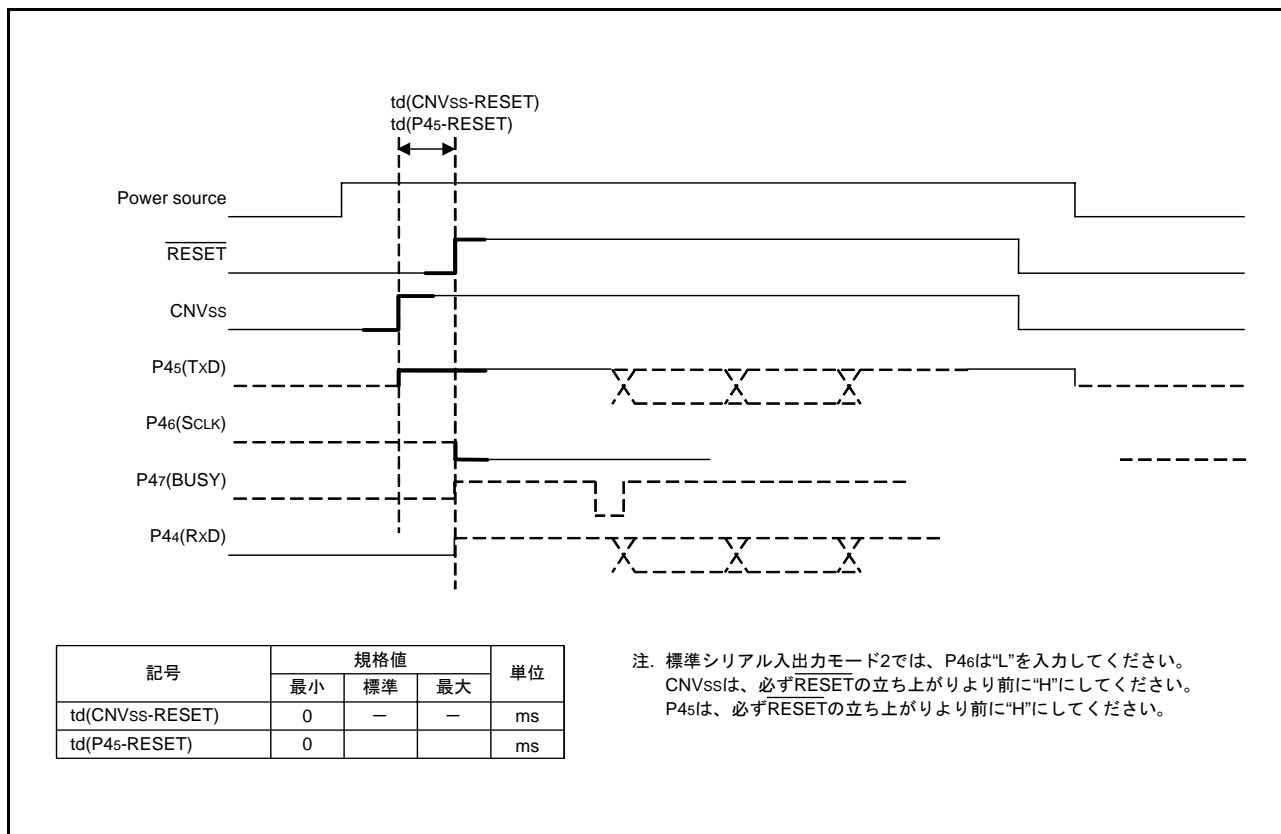 td(CNVss-RESET)
td(P45-RESET)
Power source
RESET
CNVss
P45(TxD)
P46(SCLK)
P47(BUSY)
P44(RxD)
記号 規格値 単位
最小 標準 最大
td(CNVss-RESET) 0 － － ms
td(P45-RESET) 0 ms
注. 標準シリアル入出力モード2では、P46は“L”を入力してください。
CNVssは、必ずRESETの立ち上がりより前に“H”にしてください。
P45は、必ずRESETの立ち上がりより前に“H”にしてください。